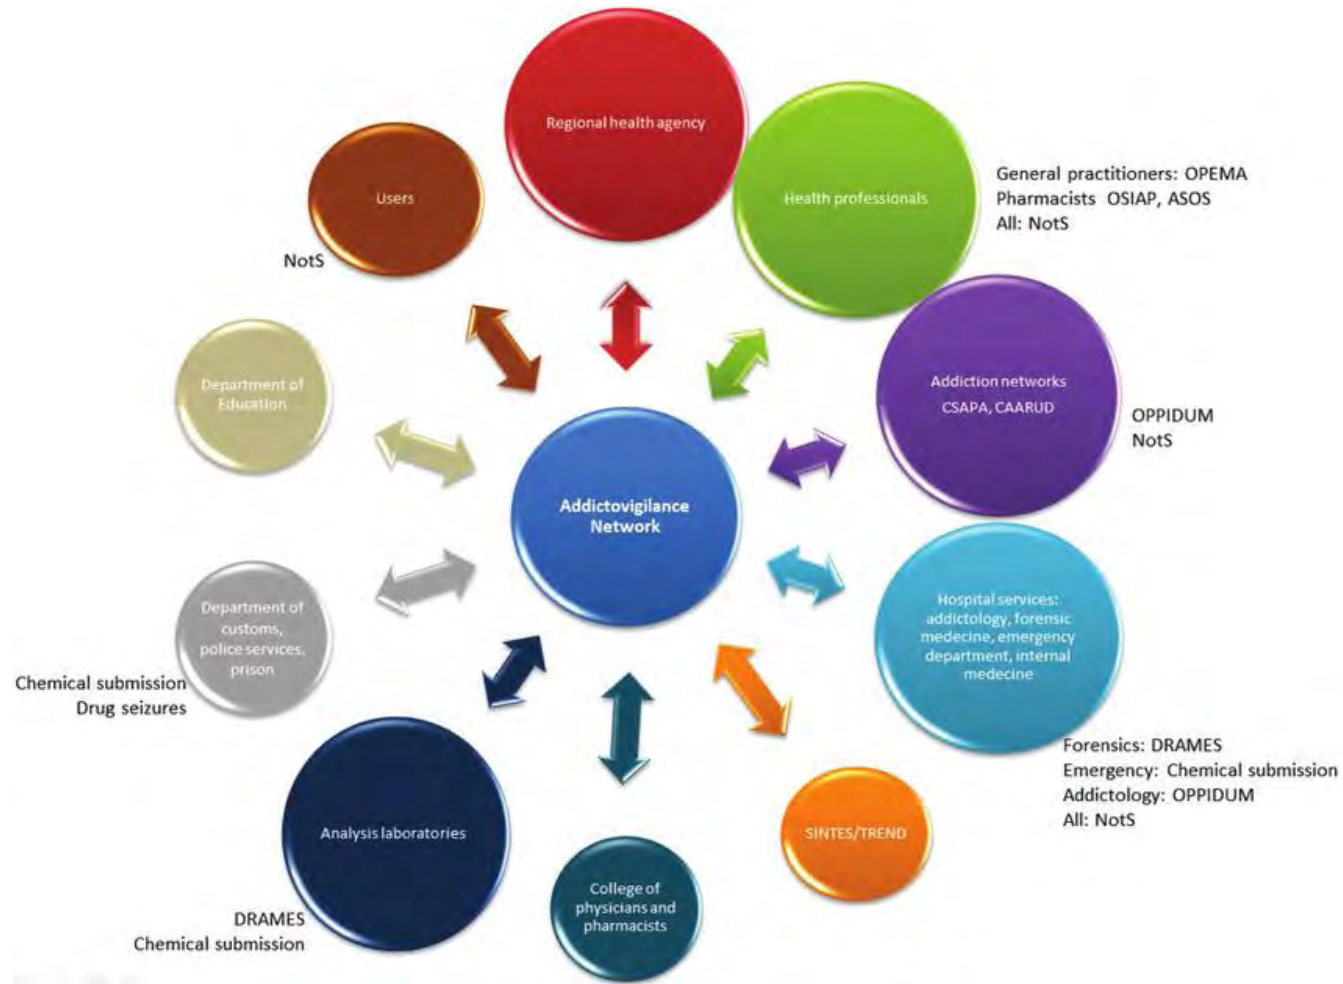 Regional health agency
Users
Health professionals
General practitioners: OPEMA
Pharmacists OSIAP, ASOS
All: NotS
NotS
Department of
Education
Addiction networks
CSAPA, CAARUD
OPPIDUM
NotS
Addictovigilance
Network
Department of
customs,
police services,
prison
Chemical submission
Drug seizures
Hospital services:
addictology, forensic
medecine, emergency
department, internal
medecine
Forensics: DRAMES
Emergency: Chemical submission
Addictology: OPPIDUM
All: NotS
Analysis laboratories
DRAMES
Chemical submission
SINTES/TREND
College of
physicians and
pharmacists